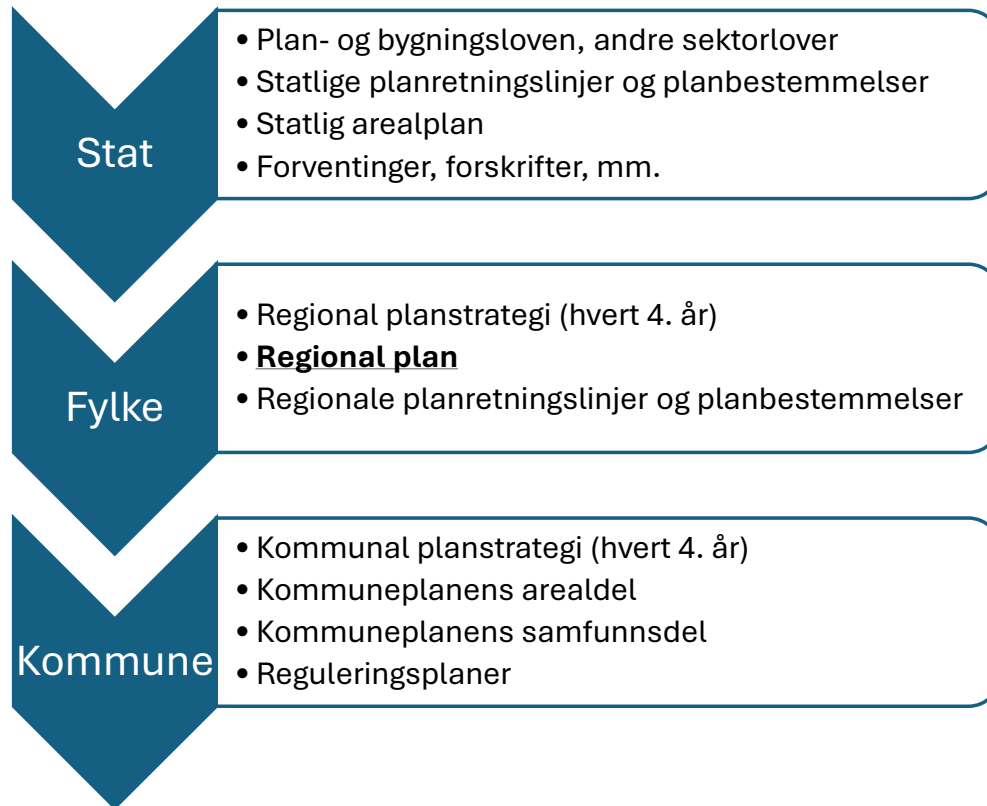 Stat
• Plan- og bygningsloven, andre sektorlover
• Statlige planretningslinjer og planbestemmelser
• Statlig arealplan
• Forventinger, forskrifter, mm.
Fylke
• Regional planstrategi (hvert 4. år)
• Regional plan
• Regionale planretningslinjer og planbestemmelser
Kommune
• Kommunal planstrategi (hvert 4. år)
• Kommuneplanens arealdel
• Kommuneplanens samfunnsdel
• Reguleringsplaner